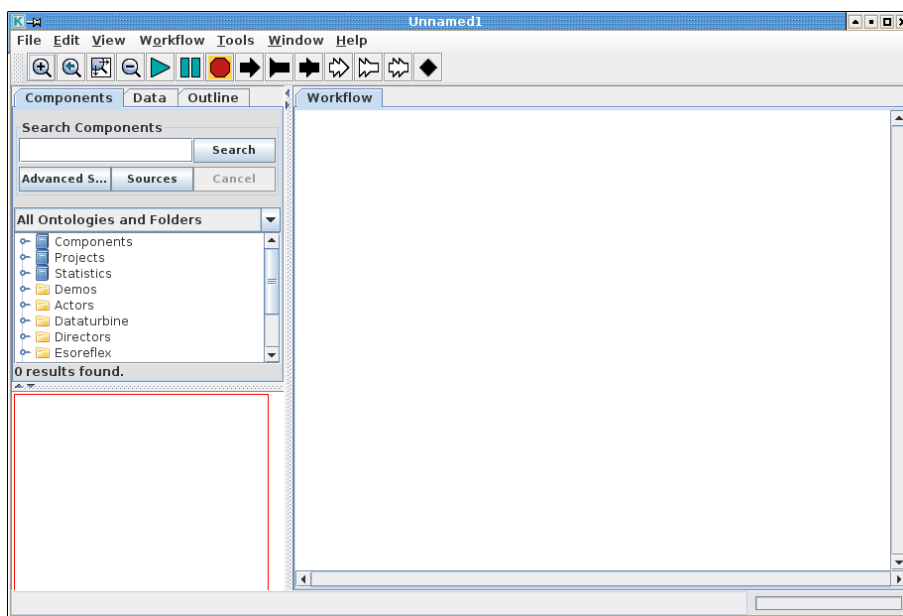 K
Unnamed1
File Edit View Workflow Tools Window Help
Components Data Outline
Workflow
Search Components
Search
Advanced S... Sources Cancel
All Ontologies and Folders
Components
Projects
Statistics
Demos
Actors
Dataturbine
Directors
Esoreflex
0 results found.